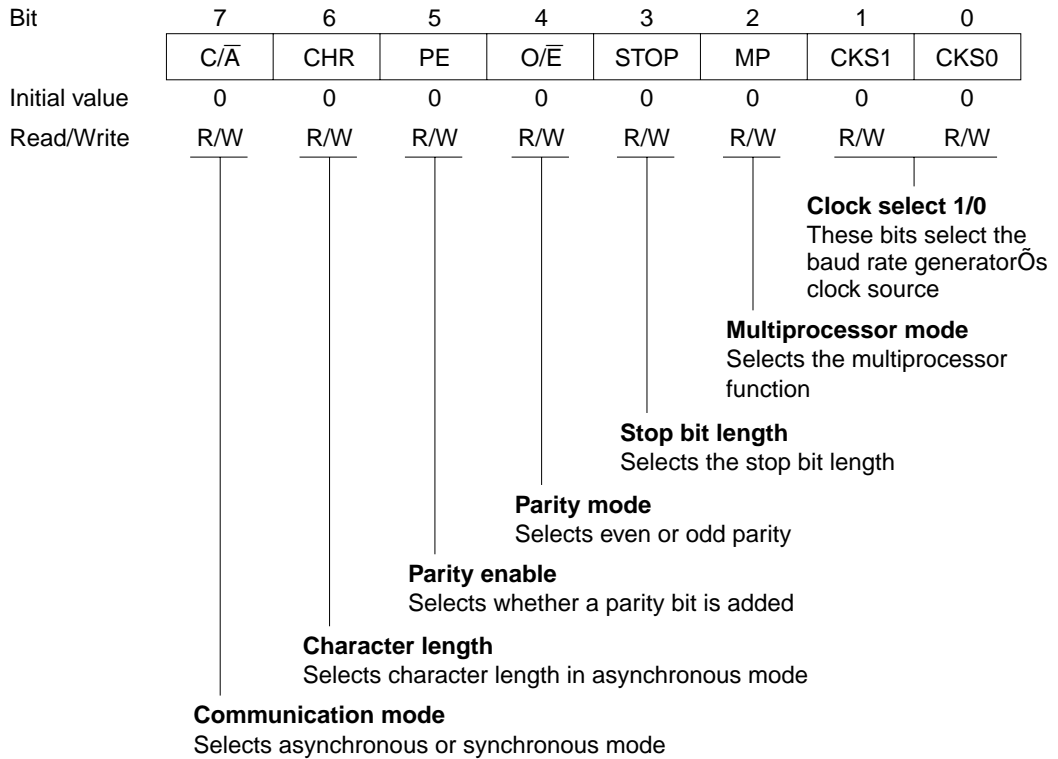 Bit 7 6 5 4 3 2 1 0
C/A̅ CHR PE O/E̅ STOP MP CKS1 CKS0
Initial value 0 0 0 0 0 0 0 0
Read/Write R/W R/W R/W R/W R/W R/W R/W R/W
Clock select 1/0
These bits select the
baud rate generatorÕs
clock source
Multiprocessor mode
Selects the multiprocessor
function
Stop bit length
Selects the stop bit length
Parity mode
Selects even or odd parity
Parity enable
Selects whether a parity bit is added
Character length
Selects character length in asynchronous mode
Communication mode
Selects asynchronous or synchronous mode